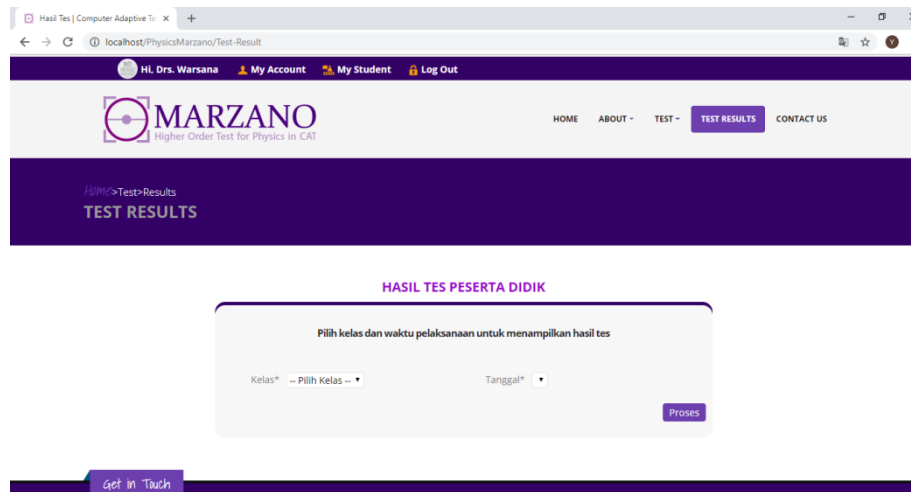 Hasil Tes | Computer Adaptive Te
localhost/PhysicsMarzano/Test-Result
Y
Hi, Drs. Warsana My Account My Student Log Out
MARZANO
Higher Order Test for Physics in CAT
HOME ABOUT TEST TEST RESULTS CONTACT US
Home>Test>Results
TEST RESULTS
HASIL TES PESERTA DIDIK
Pilih kelas dan waktu pelaksanaan untuk menampilkan hasil tes
Kelas* -- Pilih Kelas -- Tanggal*
Proses
Get in Touch